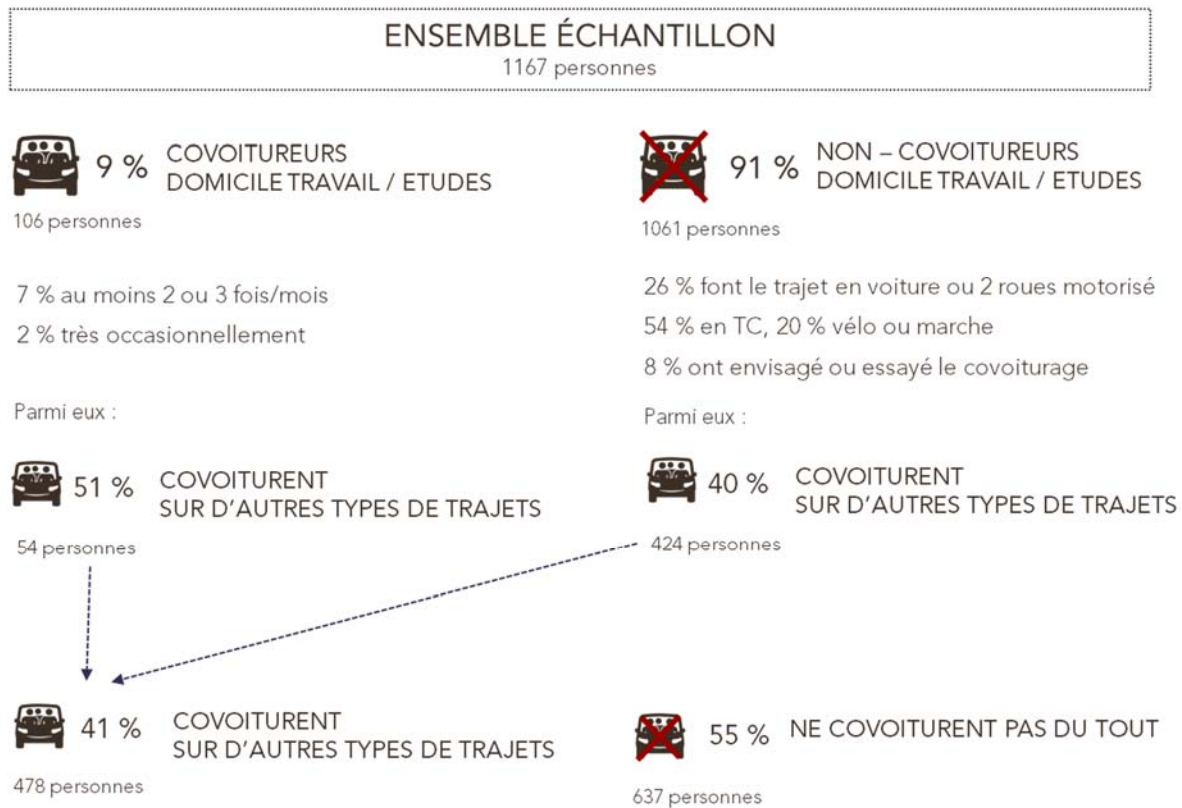 ENSEMBLE ÉCHANTILLON
1167 personnes
9 % COVOITUREURS
DOMICILE TRAVAIL / ETUDES
106 personnes
7 % au moins 2 ou 3 fois/mois
2 % très occasionnellement
Parmi eux :
51 % COVOITURENT
SUR D'AUTRES TYPES DE TRAJETS
54 personnes
91 % NON – COVOITUREURS
DOMICILE TRAVAIL / ETUDES
1061 personnes
26 % font le trajet en voiture ou 2 roues motorisé
54 % en TC, 20 % vélo ou marche
8 % ont envisagé ou essayé le covoiturage
Parmi eux :
40 % COVOITURENT
SUR D'AUTRES TYPES DE TRAJETS
424 personnes
41 % COVOITURENT
SUR D'AUTRES TYPES DE TRAJETS
478 personnes
55 % NE COVOITURENT PAS DU TOUT
637 personnes